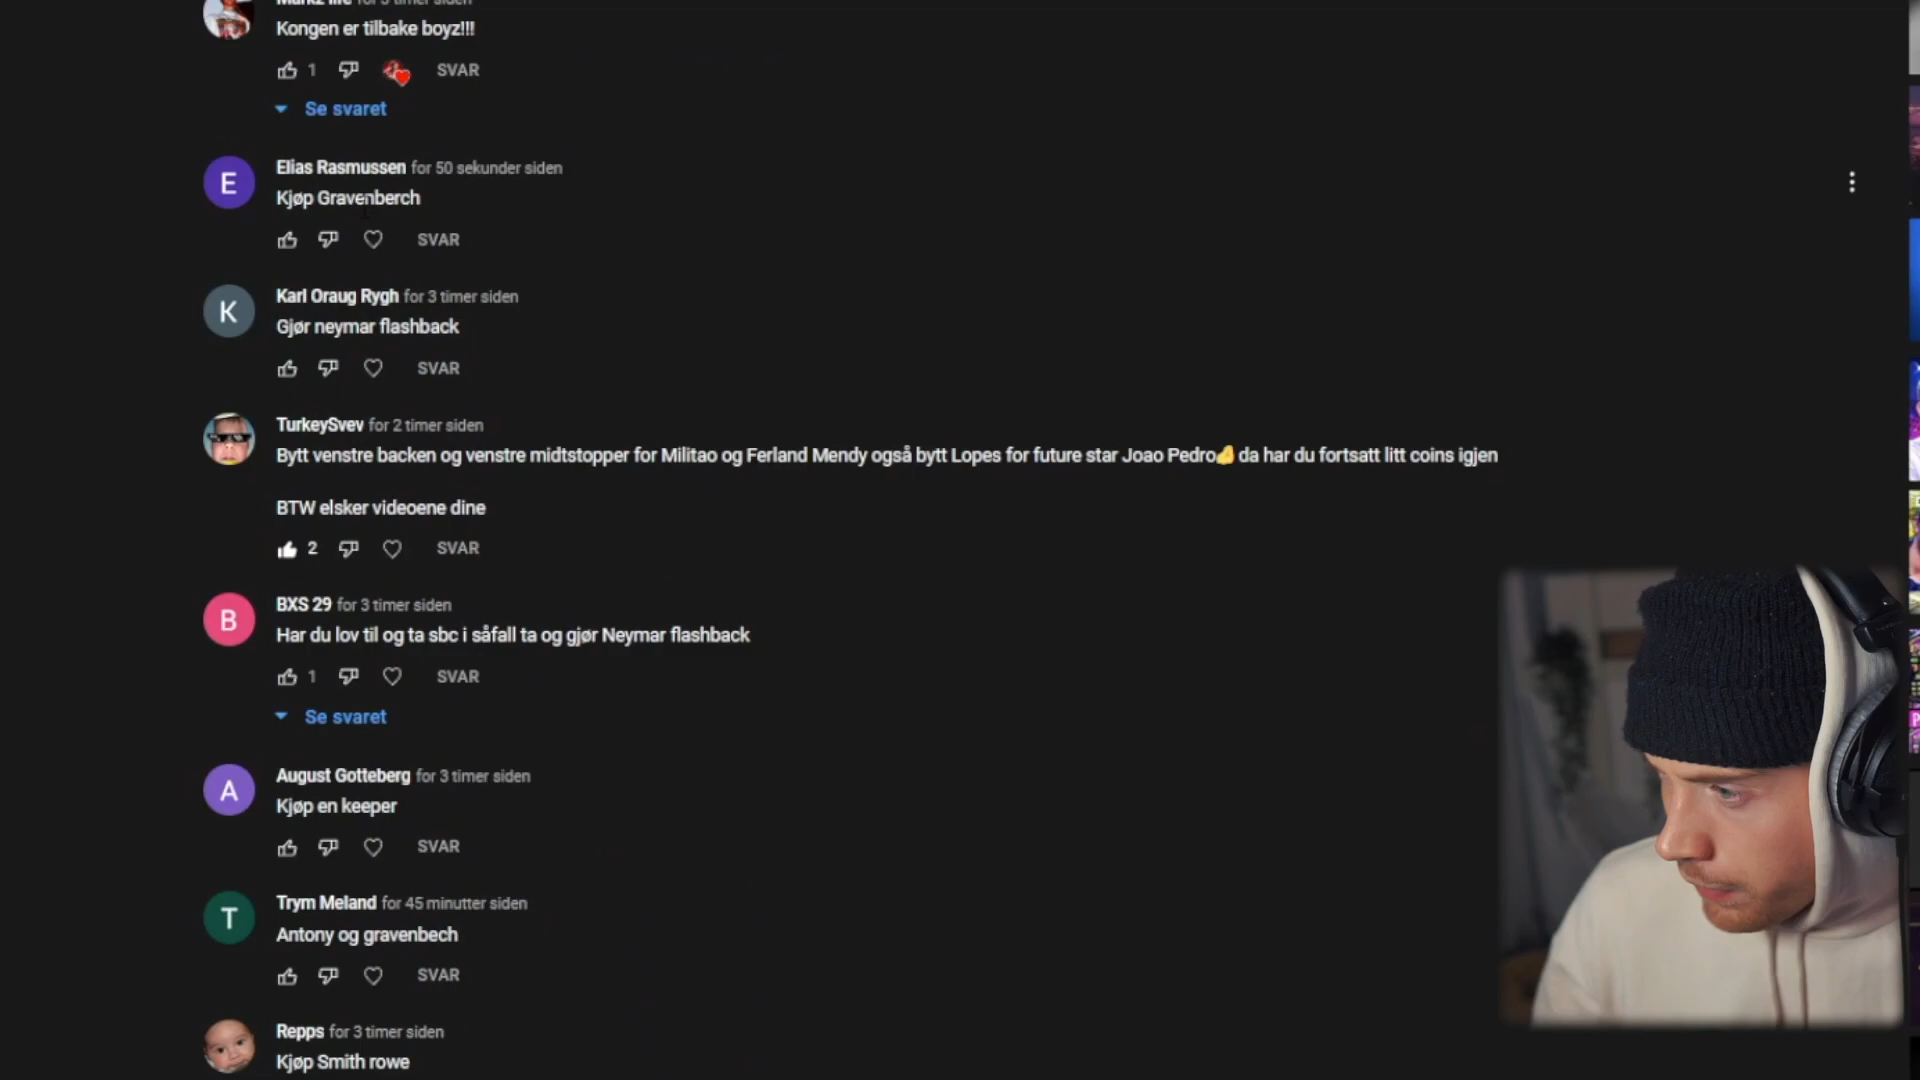 Markz life for 3 timer siden
Kongen er tilbake boyz!!!
1 SVAR
Se svaret
E
Elias Rasmussen for 50 sekunder siden
Kjøp Gravenberch
SVAR
K
Karl Oraug Rygh for 3 timer siden
Gjør neymar flashback
SVAR
TurkeySvev for 2 timer siden
Bytt venstre backen og venstre midtstopper for Militao og Ferland Mendy også bytt Lopes for future star Joao Pedro🤌 da har du fortsatt litt coins igjen
BTW elsker videoene dine
2 SVAR
B
BXS 29 for 3 timer siden
Har du lov til og ta sbc i såfall ta og gjør Neymar flashback
1 SVAR
Se svaret
A
August Gotteberg for 3 timer siden
Kjøp en keeper
SVAR
T
Trym Meland for 45 minutter siden
Antony og gravenbech
SVAR
Repps for 3 timer siden
Kjøp Smith rowe